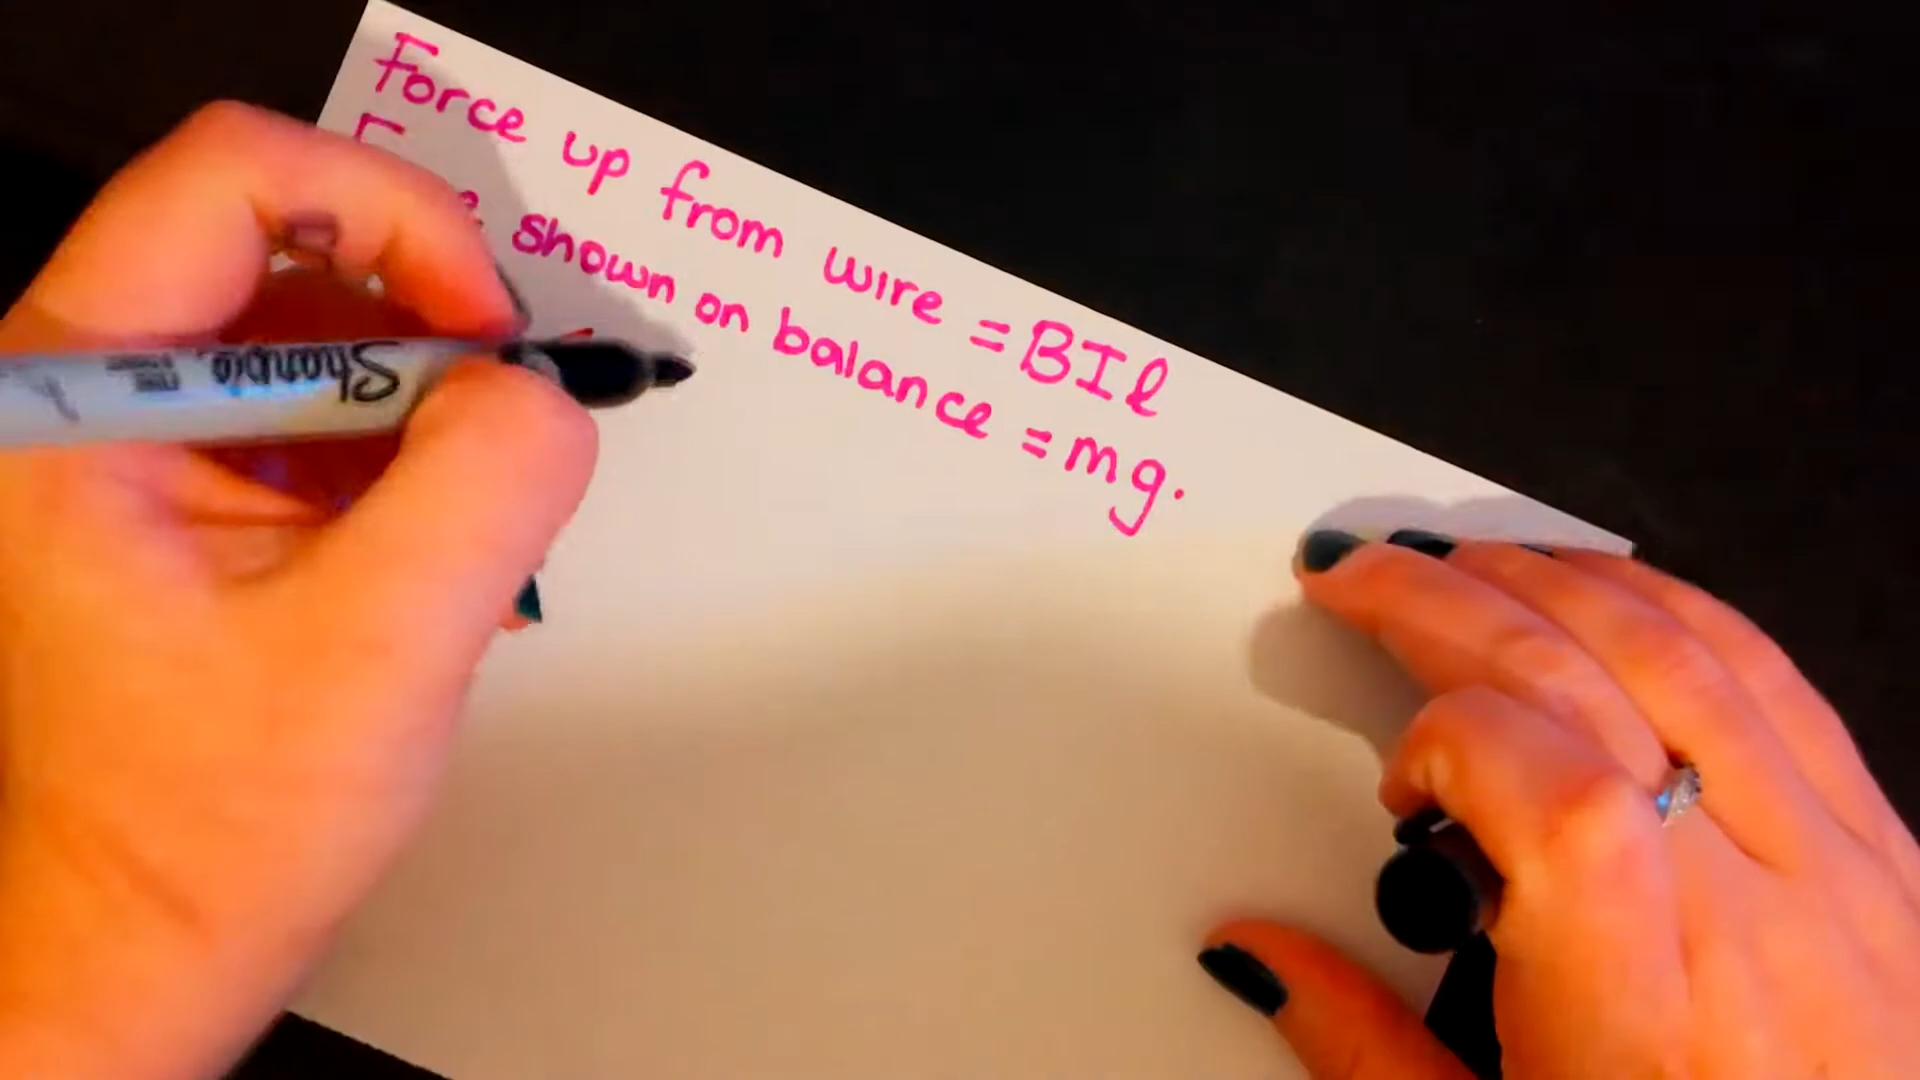 Force up from wire = BIl
shown on balance = mg.
Sharpie